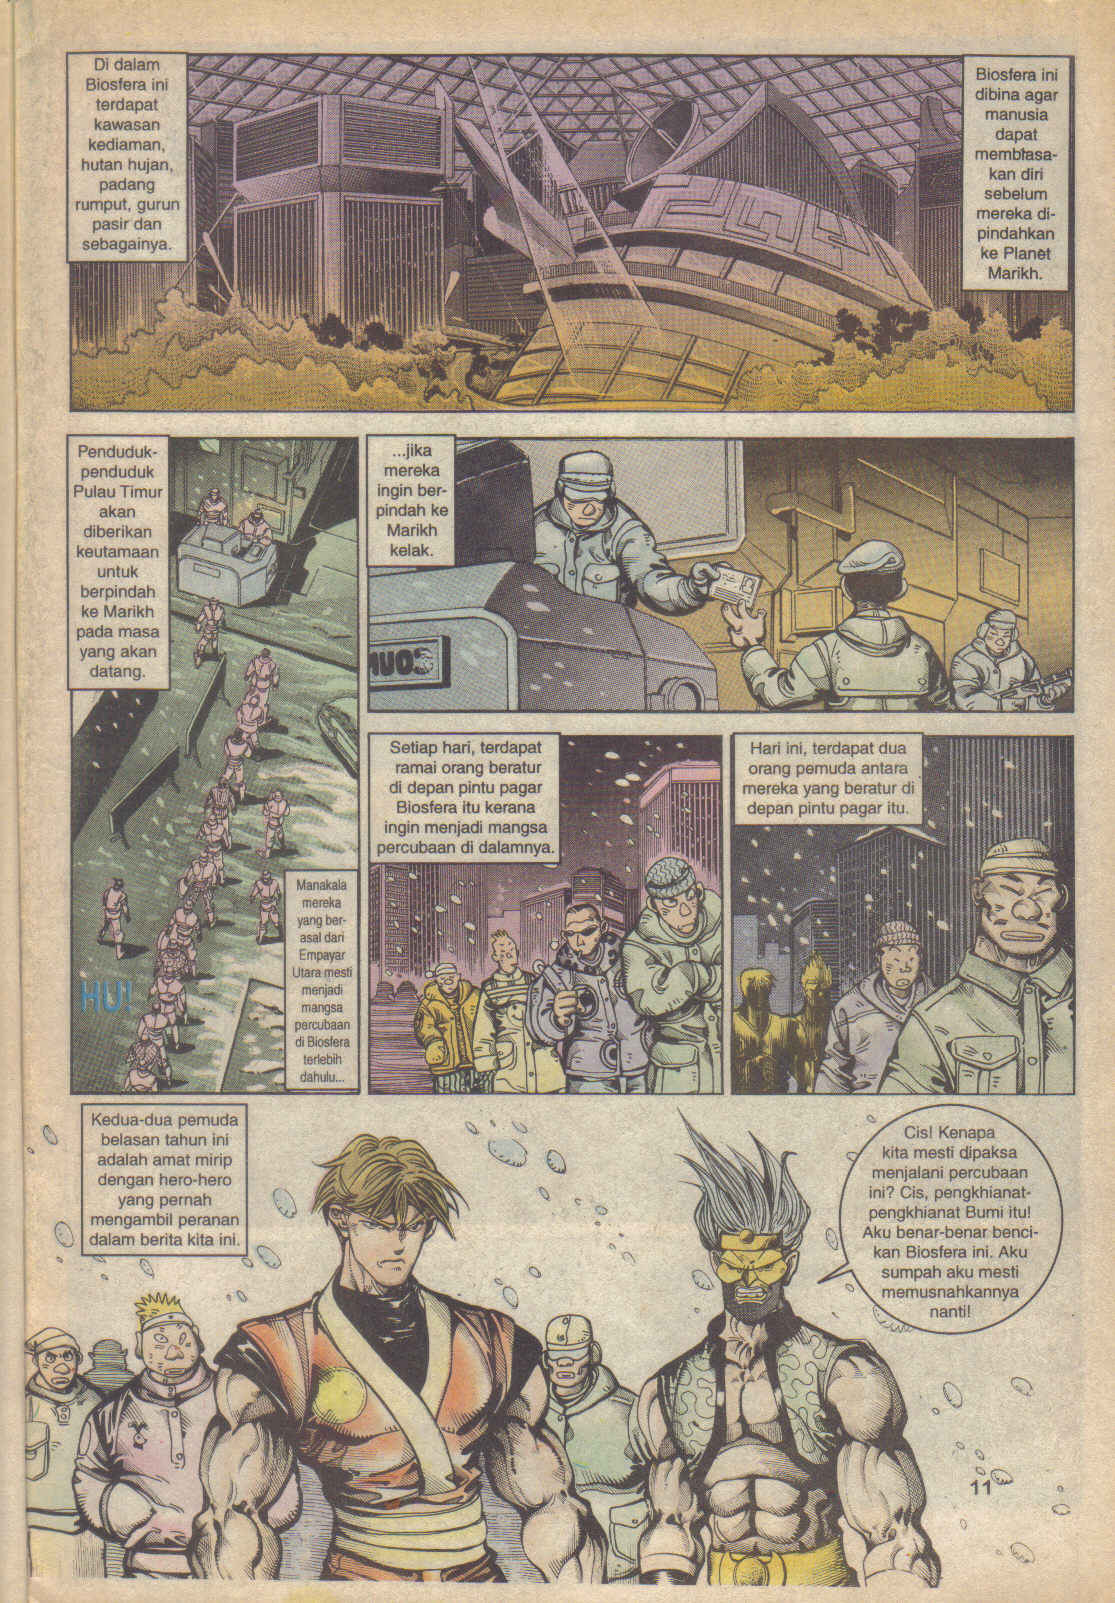 Di dalam
Biosfera ini
terdapat
kawasan
kediaman,
hutan hujan,
padang
rumput, gurun
pasir dan
sebagainya.
Biosfera ini
dibina agar
manusia
dapat
membiasa-
kan diri
sebelum
mereka di-
pindahkan
ke Planet
Marikh.
Penduduk-
penduduk
Pulau Timur
akan
diberikan
keutamaan
untuk
berpindah
ke Marikh
pada masa
yang akan
datang.
Manakala
mereka
yang ber-
asal dari
Empayar
Utara mesti
menjadi
mangsa
percubaan
di Biosfera
terlebih
dahulu...
HU!
...jika
mereka
ingin ber-
pindah ke
Marikh
kelak.
Setiap hari, terdapat
ramai orang beratur
di depan pintu pagar
Biosfera itu kerana
ingin menjadi mangsa
percubaan di dalamnya.
Hari ini, terdapat dua
orang pemuda antara
mereka yang beratur di
depan pintu pagar itu.
Kedua-dua pemuda
belasan tahun ini
adalah amat mirip
dengan hero-hero
yang pernah
mengambil peranan
dalam berita kita ini.
Cis! Kenapa
kita mesti dipaksa
menjalani percubaan
ini? Cis, pengkhianat-
pengkhianat Bumi itu!
Aku benar-benar benci-
kan Biosfera ini. Aku
sumpah aku mesti
memusnahkannya
nanti!
11